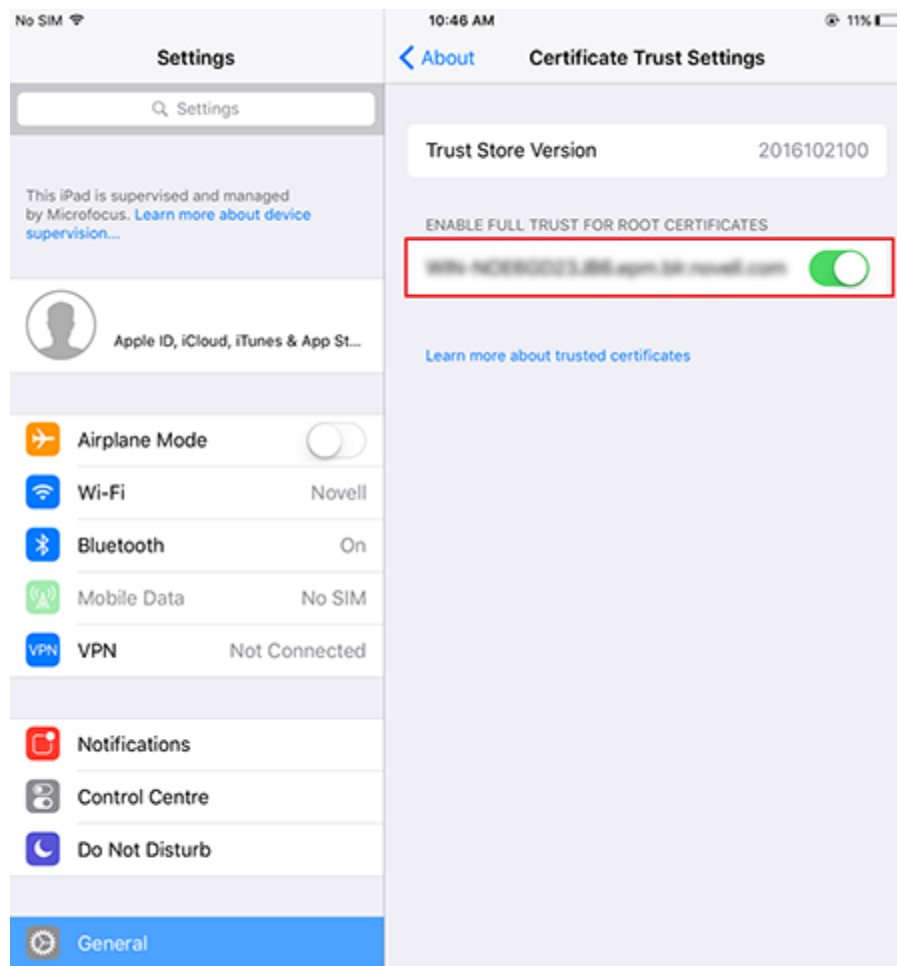 No SIM
10:46 AM
11%
Settings
Settings
This iPad is supervised and managed
by Microfocus. Learn more about device
supervision...
Apple ID, iCloud, iTunes & App St...
Airplane Mode
Wi-Fi Novell
Bluetooth On
Mobile Data No SIM
VPN VPN Not Connected
Notifications
Control Centre
Do Not Disturb
General
About
Certificate Trust Settings
Trust Store Version 2016102100
ENABLE FULL TRUST FOR ROOT CERTIFICATES
Learn more about trusted certificates